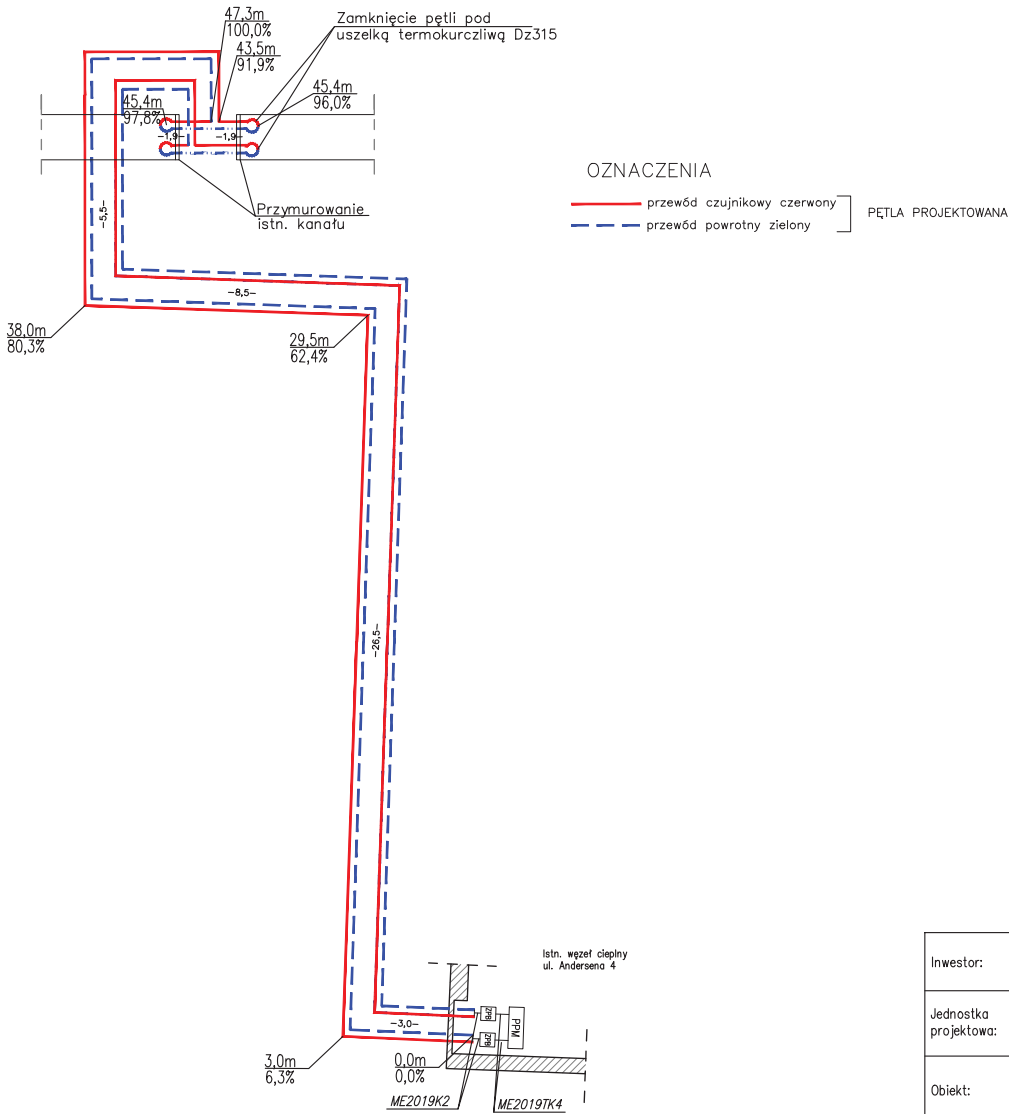 47,3m
100,0%
Zamknięcie pętli pod
uszelką termokurczliwą Dz315
43,5m
91,9%
45,4m
97,8%
45,4m
96,0%
-1,9-
-1,9-
OZNACZENIA
przewód czujnikowy czerwony
przewód powrotny zielony
PĘTLA PROJEKTOWANA
Przymurowanie
istn. kanału
-5,5-
-8,5-
38,0m
80,3%
29,5m
62,4%
-26,5-
Istn. węzeł cieplny
ul. Andersena 4
Inwestor:
Jednostka
projektowa:
Obiekt:
-3,0-
PPM
3,0m
6,3%
0,0m
0,0%
ME2019K2
ME2019TK4